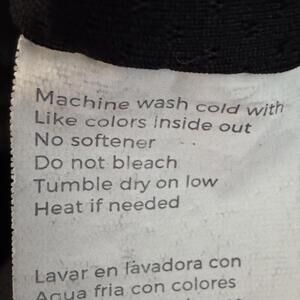 Machine wash cold with
Like colors inside out
No softener
Do not bleach
Tumble dry on low
Heat if needed
Lavar en lavadora con
Agua fria con colores